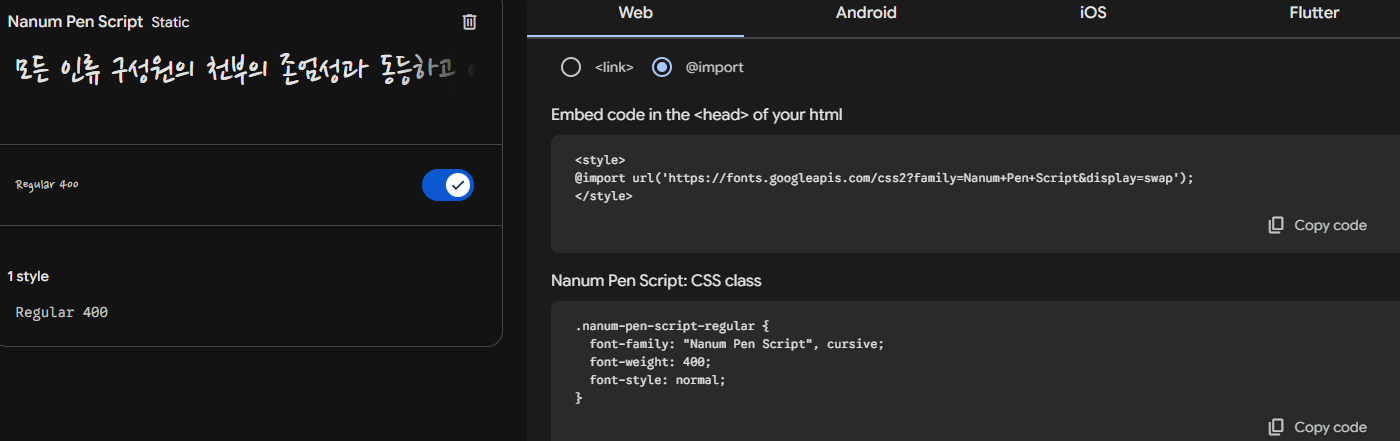 Nanum Pen Script Static
모든 인류 구성원의 천부의 존엄성과 동등하고
Regular 400
1 style
Regular 400
Web Android iOS Flutter
<link> @import
Embed code in the <head> of your html
<style>
@import url('https://fonts.googleapis.com/css2?family=Nanum+Pen+Script&display=swap');
</style>
Copy code
Nanum Pen Script: CSS class
.nanum-pen-script-regular {
  font-family: "Nanum Pen Script", cursive;
  font-weight: 400;
  font-style: normal;
}
Copy code